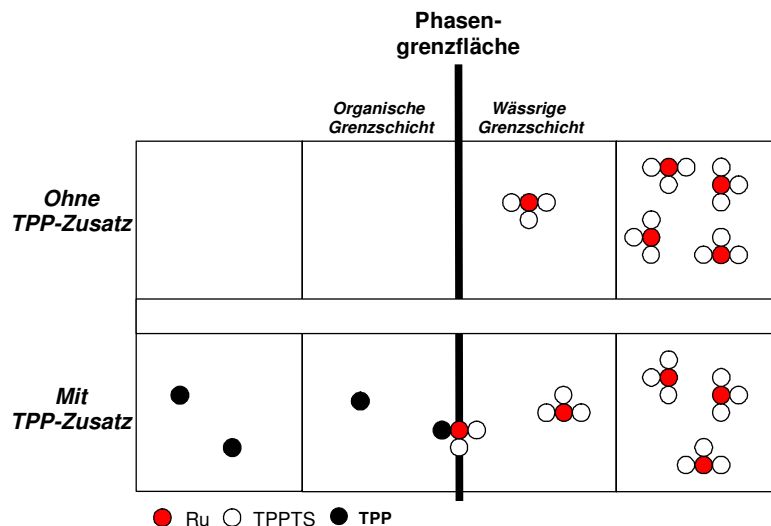 Phasen-
grenzfläche
Organische
Grenzschicht
Wässrige
Grenzschicht
Ohne
TPP-Zusatz
Mit
TPP-Zusatz
Ru TPPTS TPP